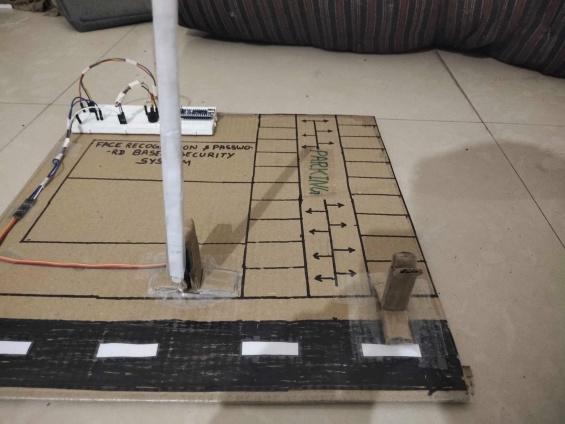 FACE RECOGNITION & PASSWO-
-RD BASED SECURITY
SYSTEM
PARKING